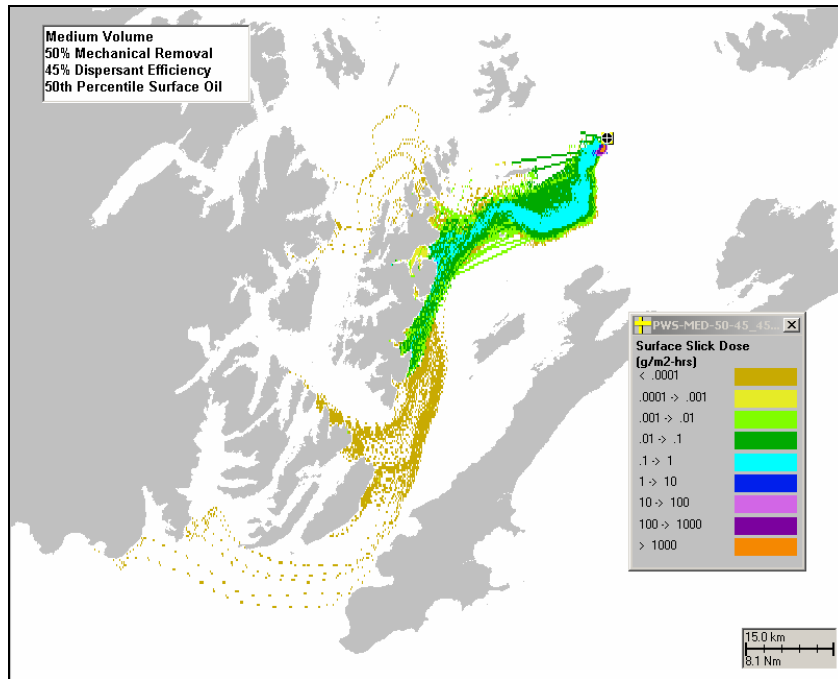 Medium Volume
50% Mechanical Removal
45% Dispersant Efficiency
50th Percentile Surface Oil
PWS-MED-50-45_45...
Surface Slick Dose
(g/m2-hrs)
< .0001
.0001 -> .001
.001 -> .01
.01 -> .1
.1 -> 1
1 -> 10
10 -> 100
100 -> 1000
> 1000
15.0 km
8.1 Nm